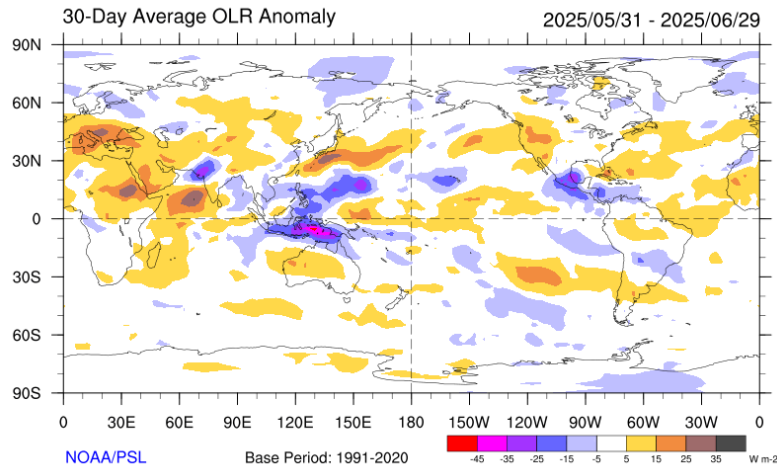 30-Day Average OLR Anomaly 2025/05/31 - 2025/06/29
90N
60N
30N
0
30S
60S
90S
0 30E 60E 90E 120E 150E 180 150W 120W 90W 60W 30W 0
NOAA/PSL Base Period: 1991-2020
-45 -35 -25 -15 -5 5 15 25 35 W m-2